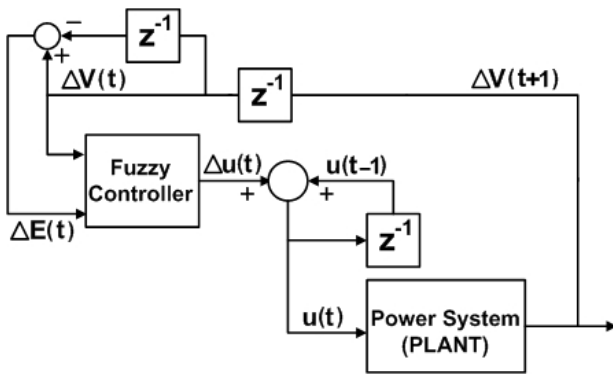 −
z⁻¹
+
ΔV(t)
z⁻¹
ΔV(t+1)
Fuzzy
Controller
Δu(t)
u(t−1)
+
+
ΔE(t)
z⁻¹
u(t)
Power System
(PLANT)